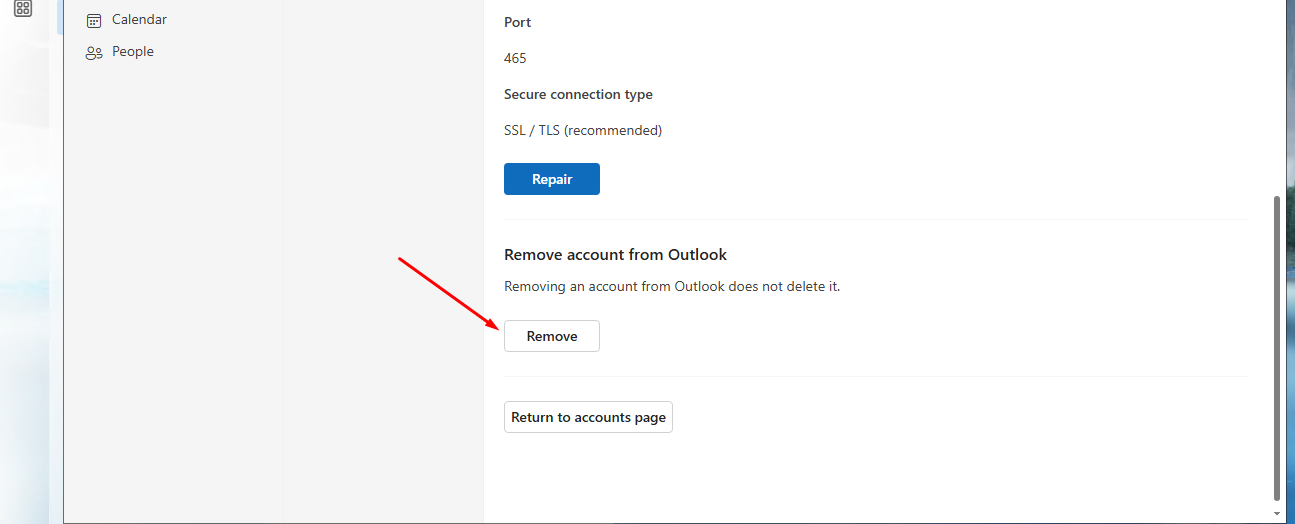 Calendar
People
Port
465
Secure connection type
SSL / TLS (recommended)
Repair
Remove account from Outlook
Removing an account from Outlook does not delete it.
Remove
Return to accounts page